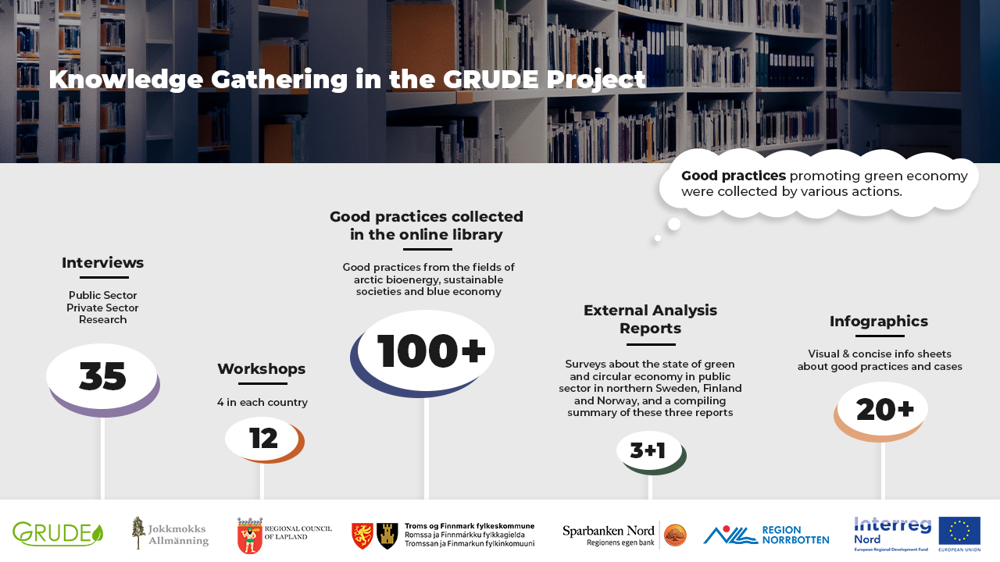 Knowledge Gathering in the GRUDE Project
Good practices promoting green economy
were collected by various actions.
Interviews
Public Sector
Private Sector
Research
35
Workshops
4 in each country
12
Good practices collected
in the online library
Good practices from the fields of
arctic bioenergy, sustainable
societies and blue economy
100+
External Analysis
Reports
Surveys about the state of green
and circular economy in public
sector in northern Sweden, Finland
and Norway, and a compiling
summary of these three reports
3+1
Infographics
Visual & concise info sheets
about good practices and cases
20+
GRUDE
Jokkmokks
Allmänning
REGIONAL COUNCIL
OF LAPLAND
Troms og Finnmark fylkeskommune
Romssa ja Finnmárkku fylkkagielda
Tromssan ja Finmarkun fylkinkomuuni
Sparbanken Nord
Regionens egen bank
REGION
NORRBOTTEN
Interreg
Nord
European Regional Development Fund
EUROPEAN UNION